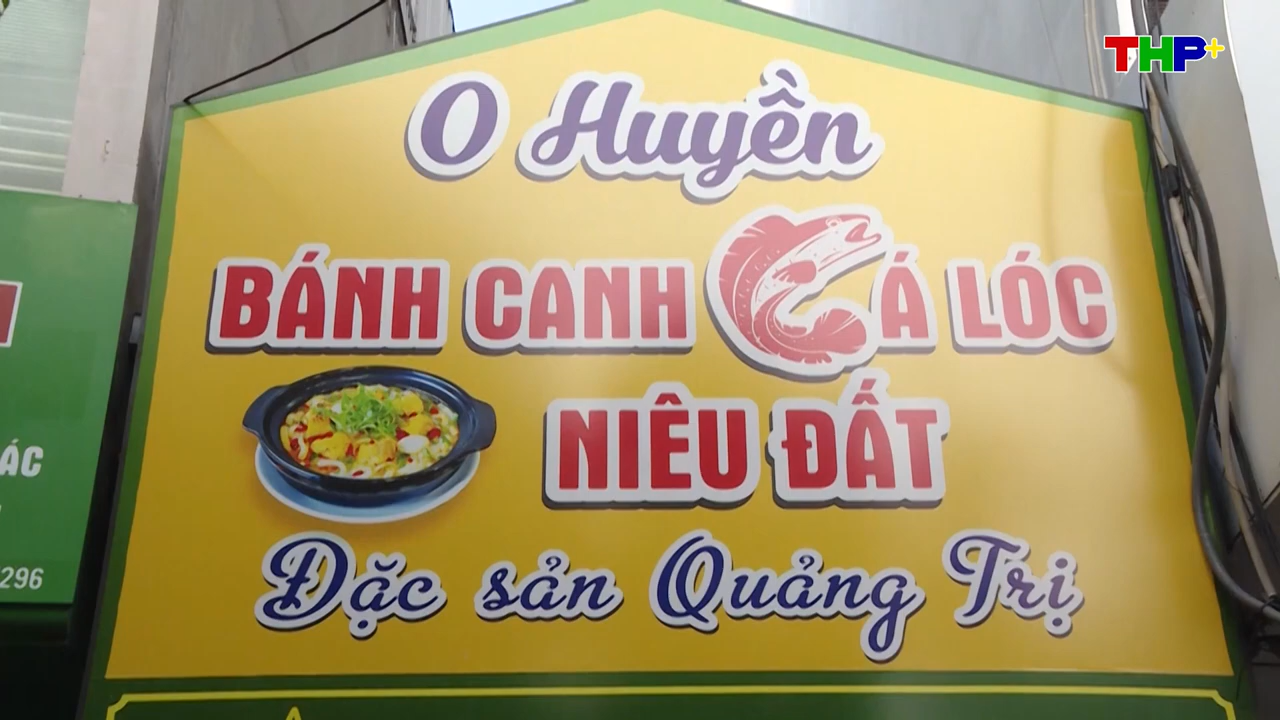 THP+
O Huyền
BÁNH CANH CÁ LÓC
NIÊU ĐẤT
Đặc sản Quảng Trị
ÁC
296